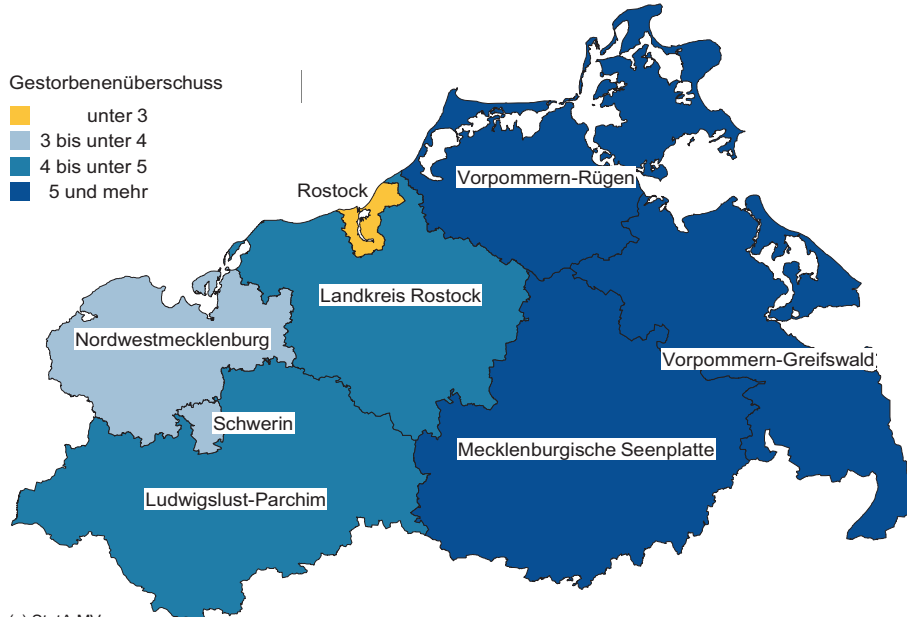 Gestorbenenüberschuss
unter 3
3 bis unter 4
4 bis unter 5
5 und mehr
Rostock
Vorpommern-Rügen
Landkreis Rostock
Nordwestmecklenburg
Vorpommern-Greifswald
Schwerin
Mecklenburgische Seenplatte
Ludwigslust-Parchim